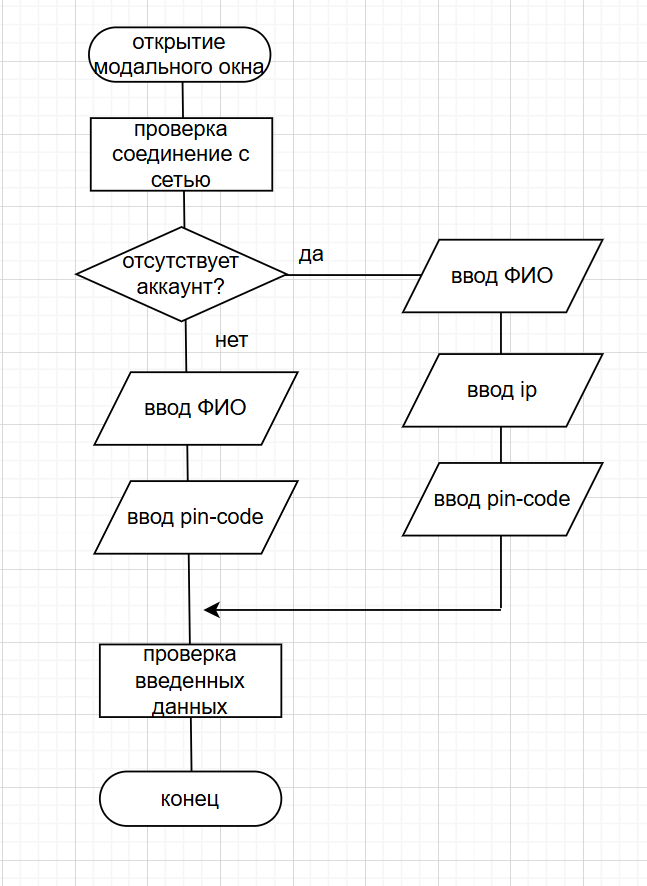 открытие
модального окна
проверка
соединение с
сетью
отсутствует
аккаунт?
да
ввод ФИО
нет
ввод ip
ввод ФИО
ввод pin-code
ввод pin-code
проверка
введенных
данных
конец